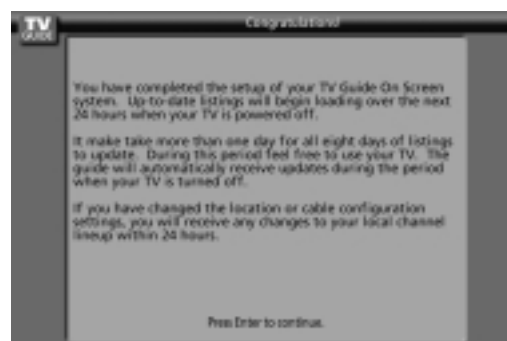 TV
GUIDE
Congratulations!
You have completed the setup of your TV Guide On Screen
system. Up-to-date listings will begin loading over the next
24 hours when your TV is powered off.
It make take more than one day for all eight days of listings
to update. During this period feel free to use your TV. The
guide will automatically receive updates during the period
when your TV is turned off.
If you have changed the location or cable configuration
settings, you will receive any changes to your local channel
lineup within 24 hours.
Press Enter to continue.